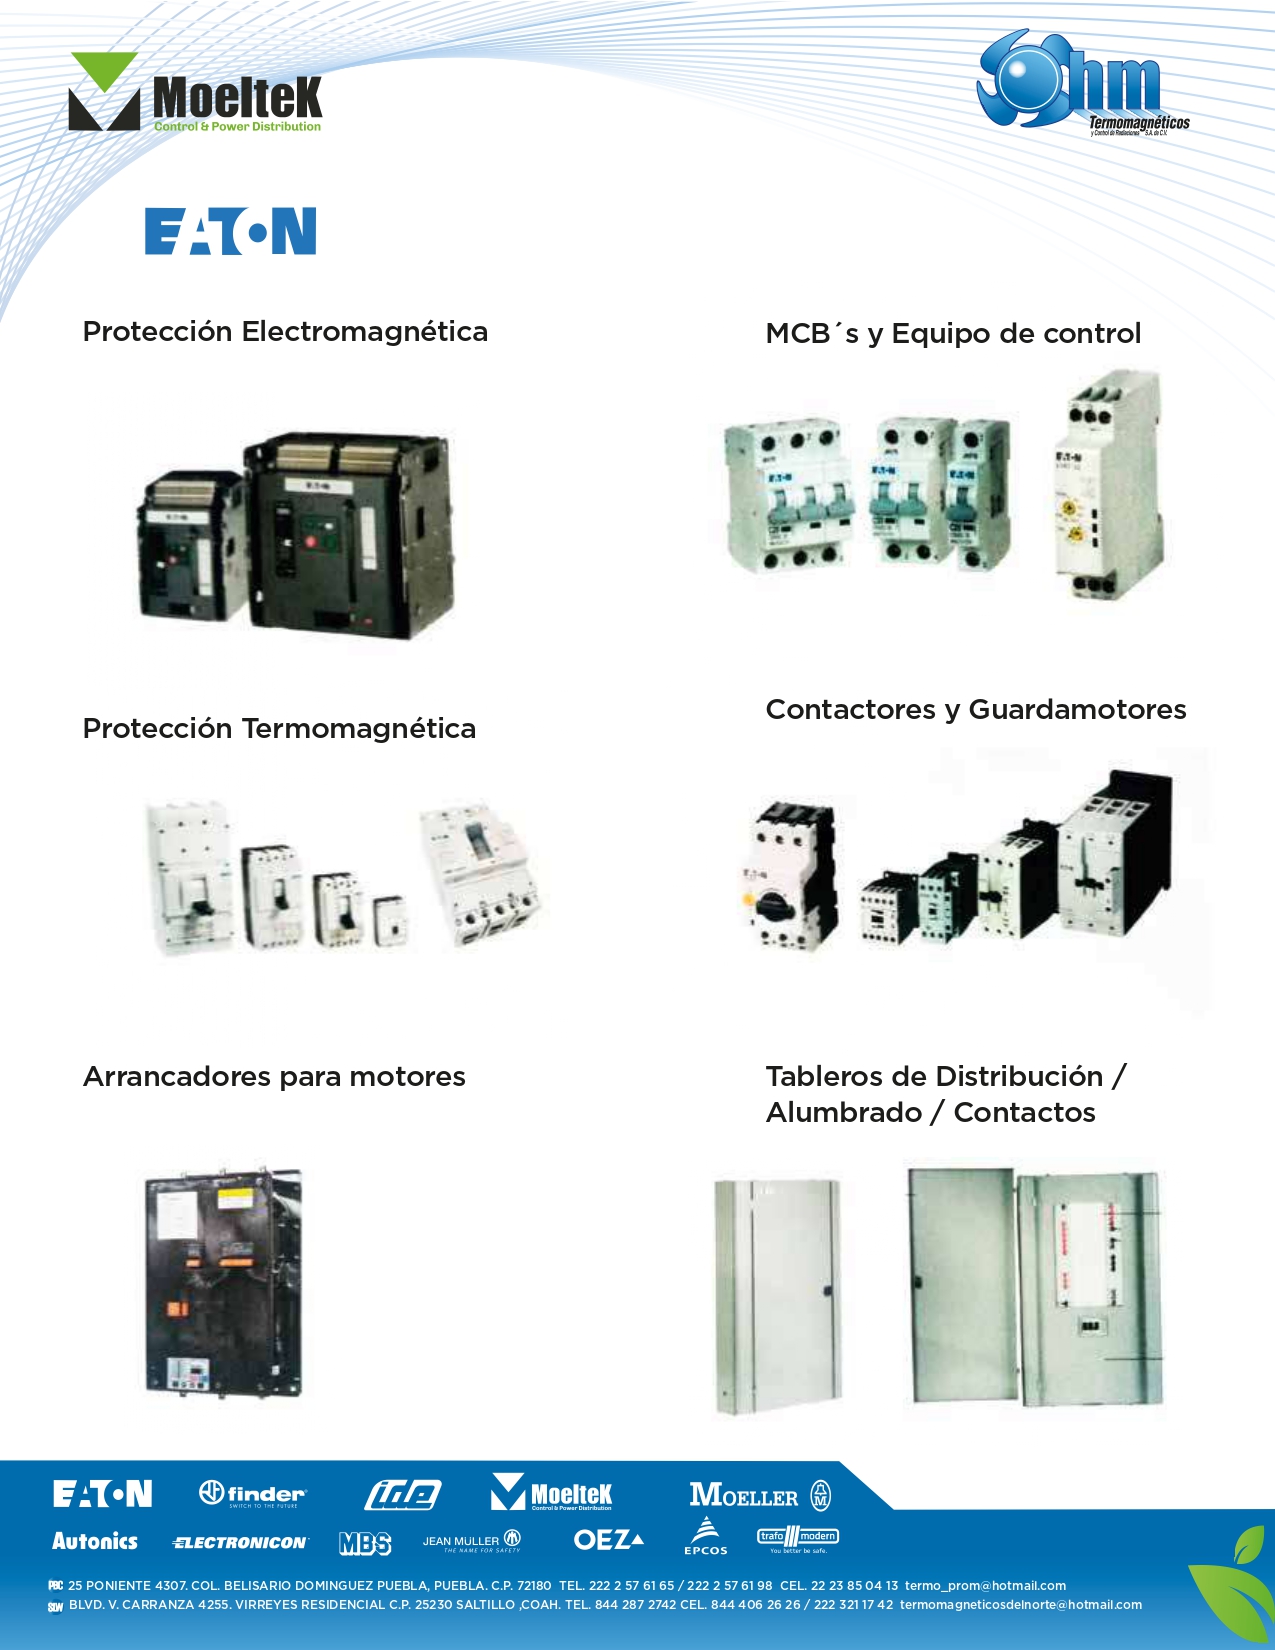 MoelteK
Control & Power Distribution
Ohm
Termomagnéticos
y Control de Radiaciones S.A. de C.V.
EATON
Protección Electromagnética
MCB´s y Equipo de control
Protección Termomagnética
Contactores y Guardamotores
Arrancadores para motores
Tableros de Distribución /
Alumbrado / Contactos
EATON
finder
SWITCH TO THE FUTURE
ide
MoelteK
Control & Power Distribution
MOELLER
Autonics
ELECTRONICON
MBS
JEAN MULLER
THE NAME FOR SAFETY
OEZ
EPCOS
trafo modern
You better be safe.
25 PONIENTE 4307. COL. BELISARIO DOMINGUEZ PUEBLA, PUEBLA. C.P. 72180 TEL. 222 2 57 61 65 / 222 2 57 61 98 CEL. 22 23 85 04 13 termo_prom@hotmail.com
BLVD. V. CARRANZA 4255. VIRREYES RESIDENCIAL C.P. 25230 SALTILLO ,COAH. TEL. 844 287 2742 CEL. 844 406 26 26 / 222 321 17 42 termomagneticosdelnorte@hotmail.com